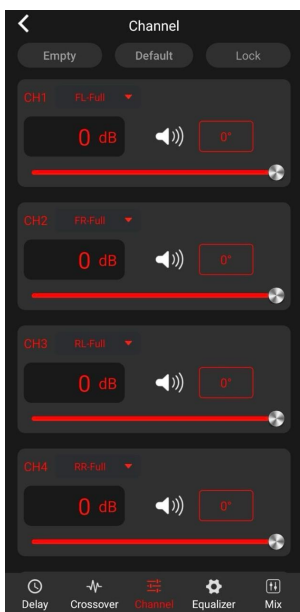 Channel
Empty Default Lock
CH1 FL-Full
0 dB 0°
CH2 FR-Full
0 dB 0°
CH3 RL-Full
0 dB 0°
CH4 RR-Full
0 dB 0°
Delay Crossover Channel Equalizer Mix